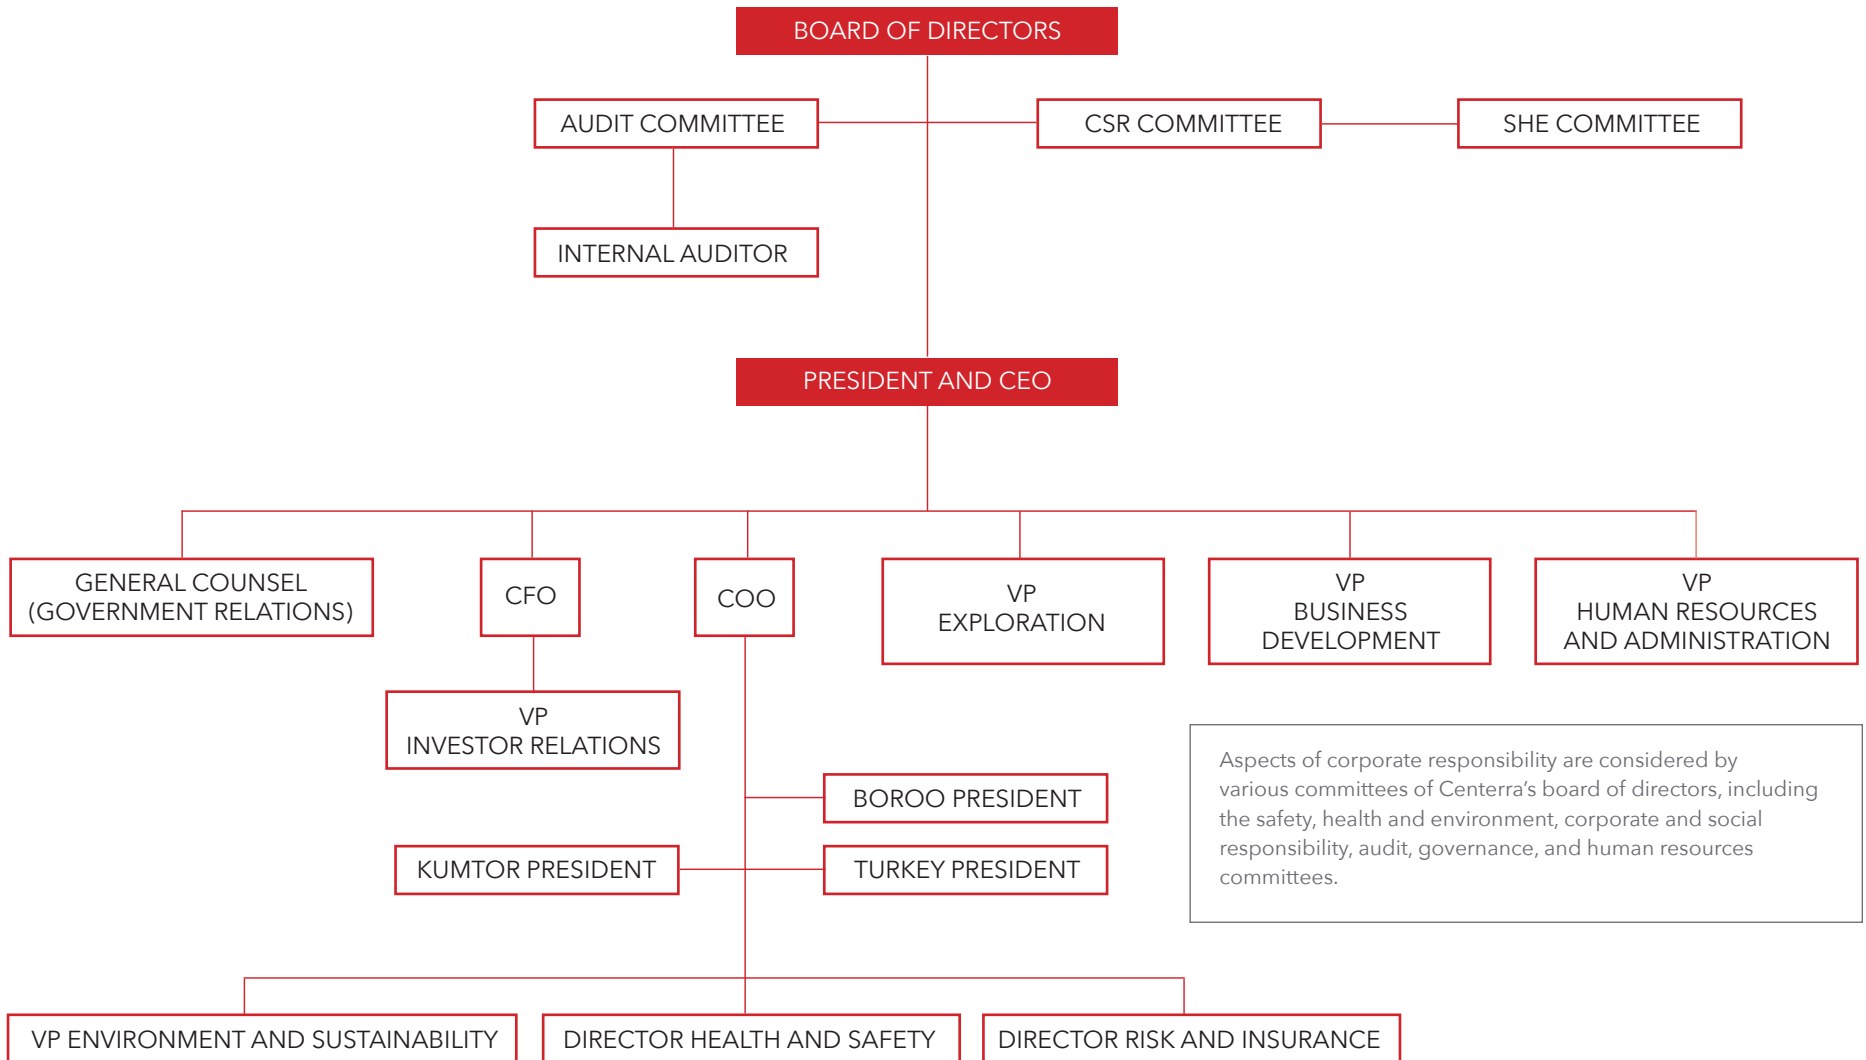 BOARD OF DIRECTORS
AUDIT COMMITTEE
CSR COMMITTEE
SHE COMMITTEE
INTERNAL AUDITOR
PRESIDENT AND CEO
GENERAL COUNSEL
(GOVERNMENT RELATIONS)
CFO
COO
VP
EXPLORATION
VP
BUSINESS
DEVELOPMENT
VP
HUMAN RESOURCES
AND ADMINISTRATION
VP
INVESTOR RELATIONS
BOROO PRESIDENT
KUMTOR PRESIDENT
TURKEY PRESIDENT
Aspects of corporate responsibility are considered by
various committees of Centerra’s board of directors, including
the safety, health and environment, corporate and social
responsibility, audit, governance, and human resources
committees.
VP ENVIRONMENT AND SUSTAINABILITY
DIRECTOR HEALTH AND SAFETY
DIRECTOR RISK AND INSURANCE